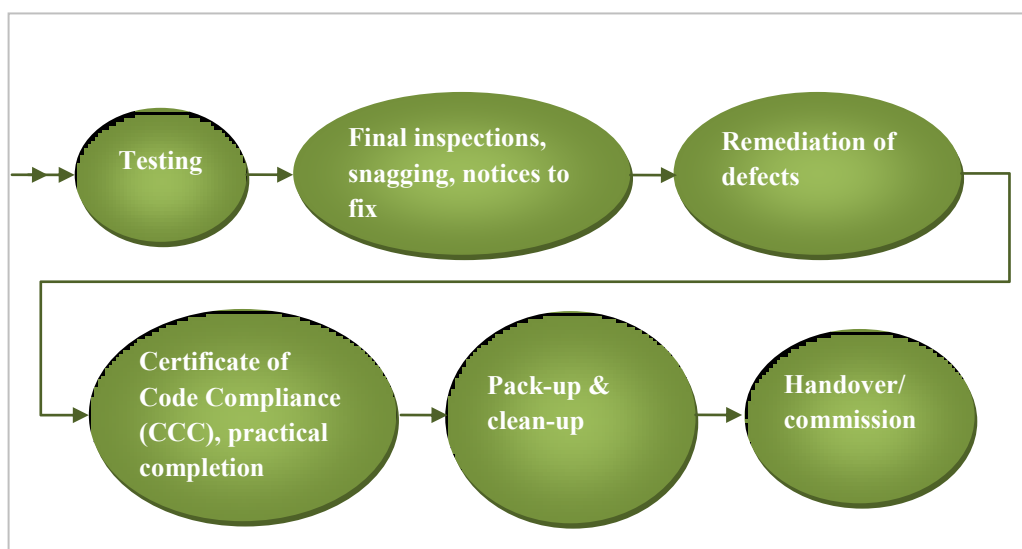 Testing
Final inspections,
snagging, notices to
fix
Remediation of
defects
Certificate of
Code Compliance
(CCC), practical
completion
Pack-up &
clean-up
Handover/
commission